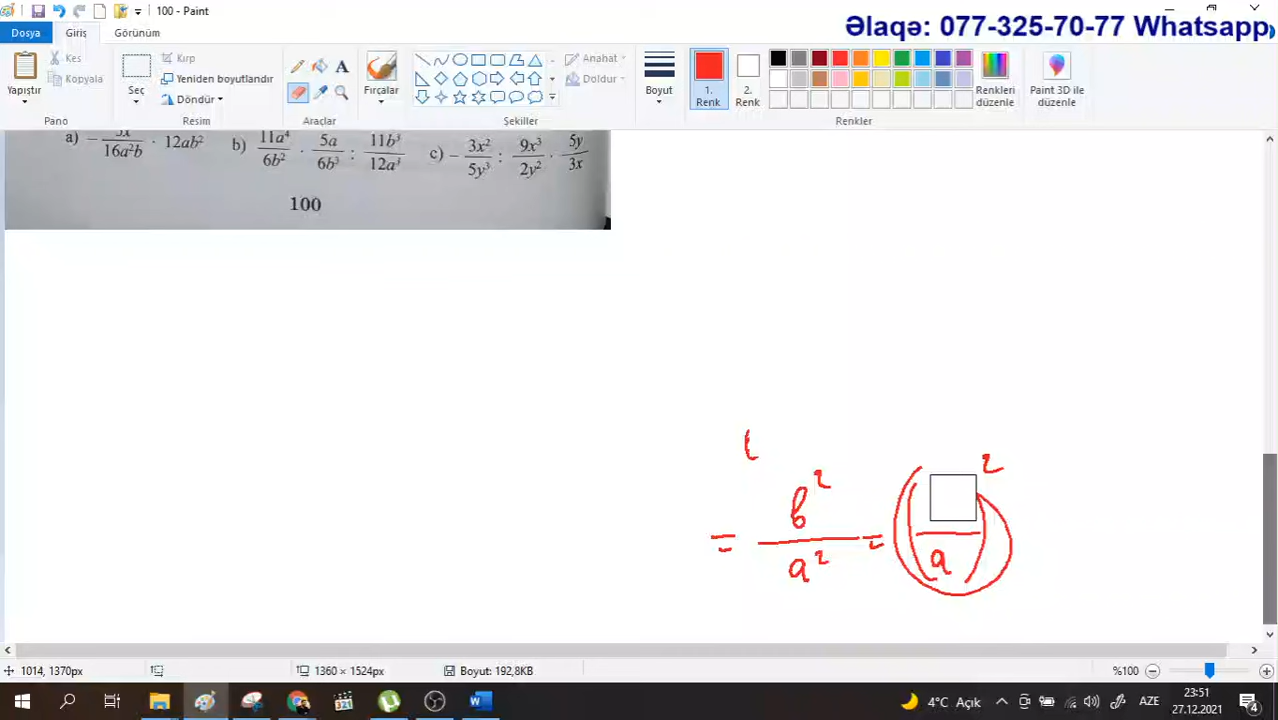 100 - Paint
Əlaqə: 077-325-70-77 Whatsapp
Dosya Giriş Görünüm
Yapıştır Kes Kopyala Seç Kırp Yeniden boyutlandır Döndür A Fırçalar Anahat Doldur Boyut 1. Renk 2. Renk Renkleri düzenle Paint 3D ile düzenle
Pano Resim Araçlar Şekiller Renkler
a) − 5x/16a²b · 12ab² b) 11a⁴/6b² · 5a/6b³ : 11b³/12a³ c) − 3x²/5y³ : 9x³/2y² · 5y/3x
100
= b²/a² = (/a)²
1014, 1370px 1360 × 1524px Boyut: 192,8KB %100
4°C Açık AZE 23:51
27.12.2021 4